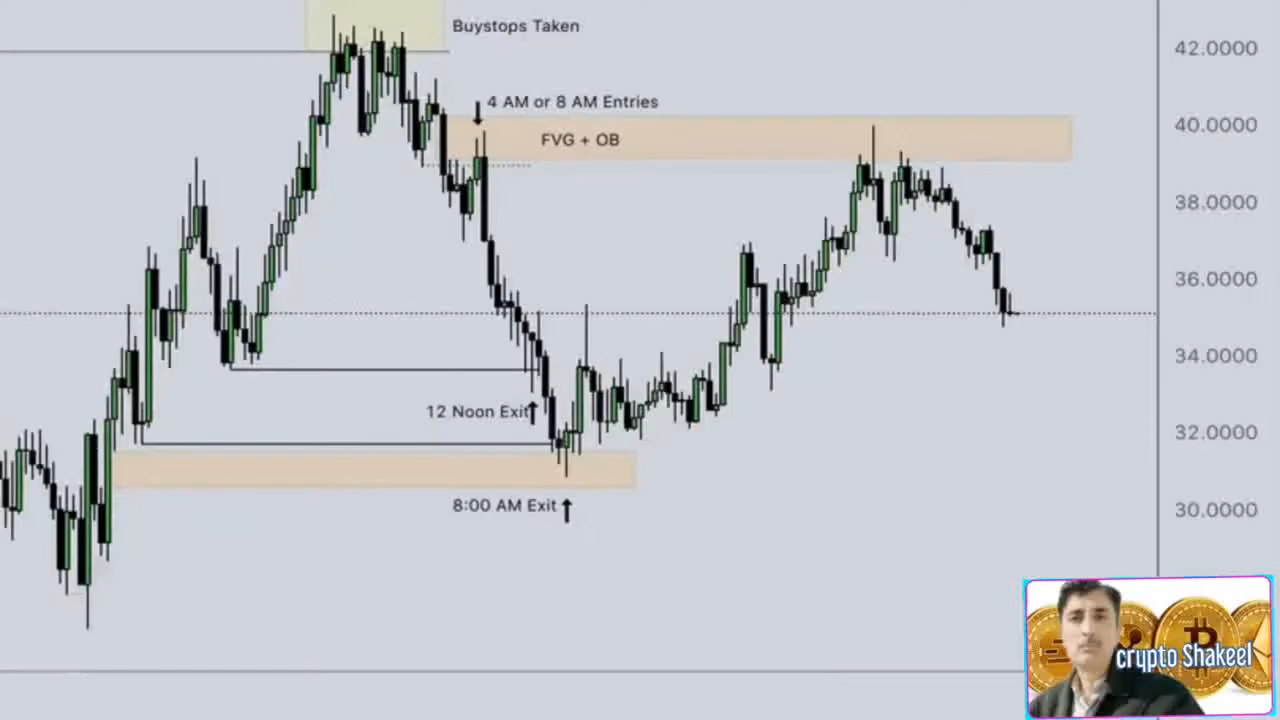 Buystops Taken
42.0000
4 AM or 8 AM Entries
40.0000
FVG + OB
38.0000
36.0000
34.0000
12 Noon Exit
32.0000
8:00 AM Exit
30.0000
crypto Shakeel